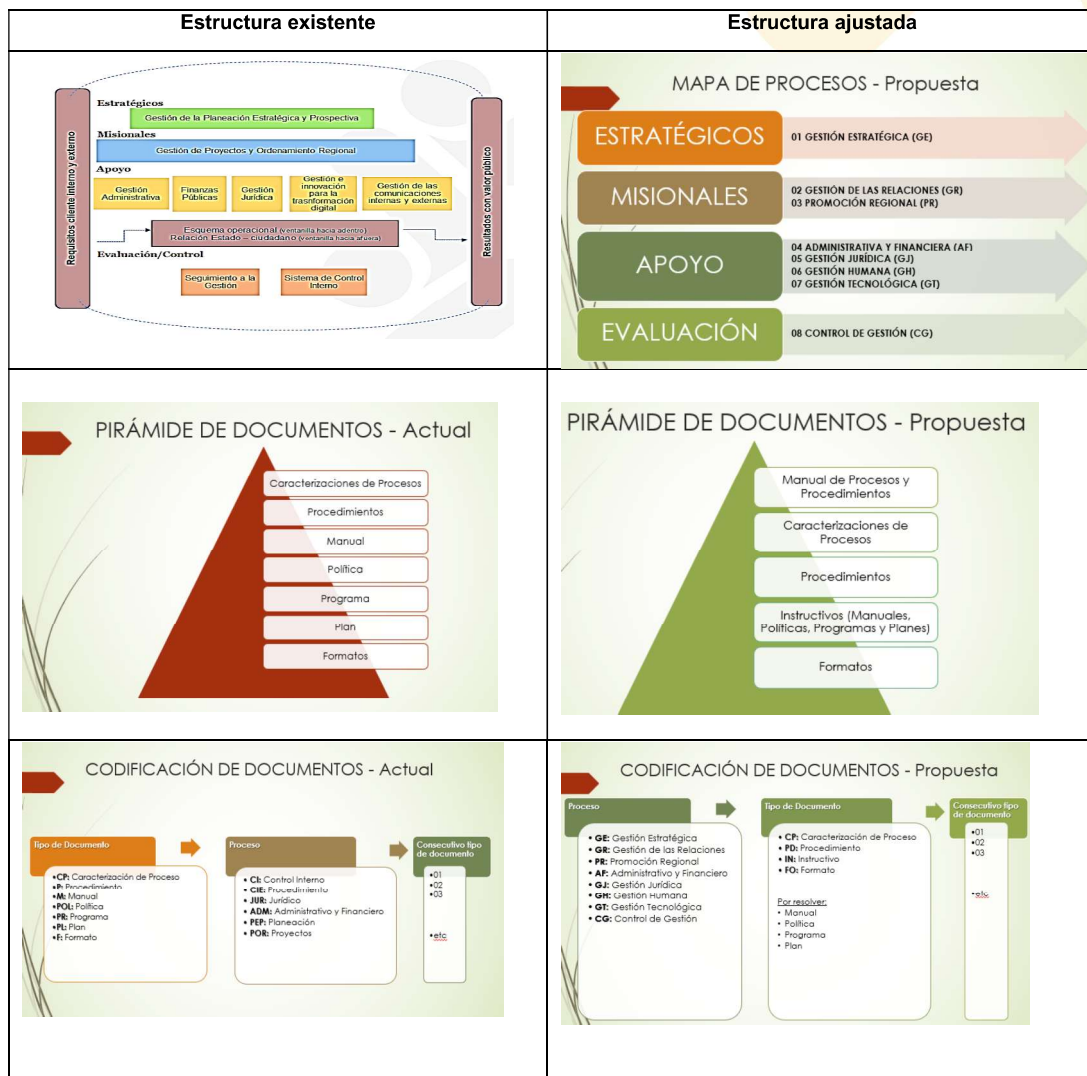 Estructura existente
Estructura ajustada
Requisitos cliente interno y externo
Estratégicos
Gestión de la Planeación Estratégica y Prospectiva
Misionales
Gestión de Proyectos y Ordenamiento Regional
Apoyo
Gestión
Administrativa
Finanzas
Públicas
Gestión
Jurídica
Gestión e
innovación
para la
trasnformación
digital
Gestión de las
comunicaciones
internas y externas
Esquema operacional (ventanilla hacia adentro)
Relación Estado – ciudadano (ventanilla hacia afuera)
Evaluación/Control
Seguimiento a la
Gestión
Sistema de Control
Interno
Resultados con valor público
MAPA DE PROCESOS - Propuesta
ESTRATÉGICOS
01 GESTIÓN ESTRATÉGICA (GE)
MISIONALES
02 GESTIÓN DE LAS RELACIONES (GR)
03 PROMOCIÓN REGIONAL (PR)
APOYO
04 ADMINISTRATIVA Y FINANCIERA (AF)
05 GESTIÓN JURÍDICA (GJ)
06 GESTIÓN HUMANA (GH)
07 GESTIÓN TECNOLÓGICA (GT)
EVALUACIÓN
08 CONTROL DE GESTIÓN (CG)
PIRÁMIDE DE DOCUMENTOS - Actual
Caracterizaciones de Procesos
Procedimientos
Manual
Política
Programa
Plan
Formatos
PIRÁMIDE DE DOCUMENTOS - Propuesta
Manual de Procesos y
Procedimientos
Caracterizaciones de
Procesos
Procedimientos
Instructivos (Manuales,
Políticas, Programas y Planes)
Formatos
CODIFICACIÓN DE DOCUMENTOS - Actual
Tipo de Documento
•CP: Caracterización de Proceso
•P: Procedimiento
•M: Manual
•POL: Política
•PR: Programa
•PL: Plan
•F: Formato
Proceso
• CI: Control Interno
• CIE: Procedimiento
• JUR: Jurídico
• ADM: Administrativo y Financiero
• PEP: Planeación
• POR: Proyectos
Consecutivo tipo
de documento
•01
•02
•03
•etc
CODIFICACIÓN DE DOCUMENTOS - Propuesta
Proceso
• GE: Gestión Estratégica
• GR: Gestión de las Relaciones
• PR: Promoción Regional
• AF: Administrativo y Financiero
• GJ: Gestión Jurídica
• GH: Gestión Humana
• GT: Gestión Tecnológica
• CG: Control de Gestión
Tipo de Documento
• CP: Caracterización de Proceso
• PD: Procedimiento
• IN: Instructivo
• FO: Formato
Por resolver:
• Manual
• Política
• Programa
• Plan
Consecutivo tipo
de documento
•01
•02
•03
•etc